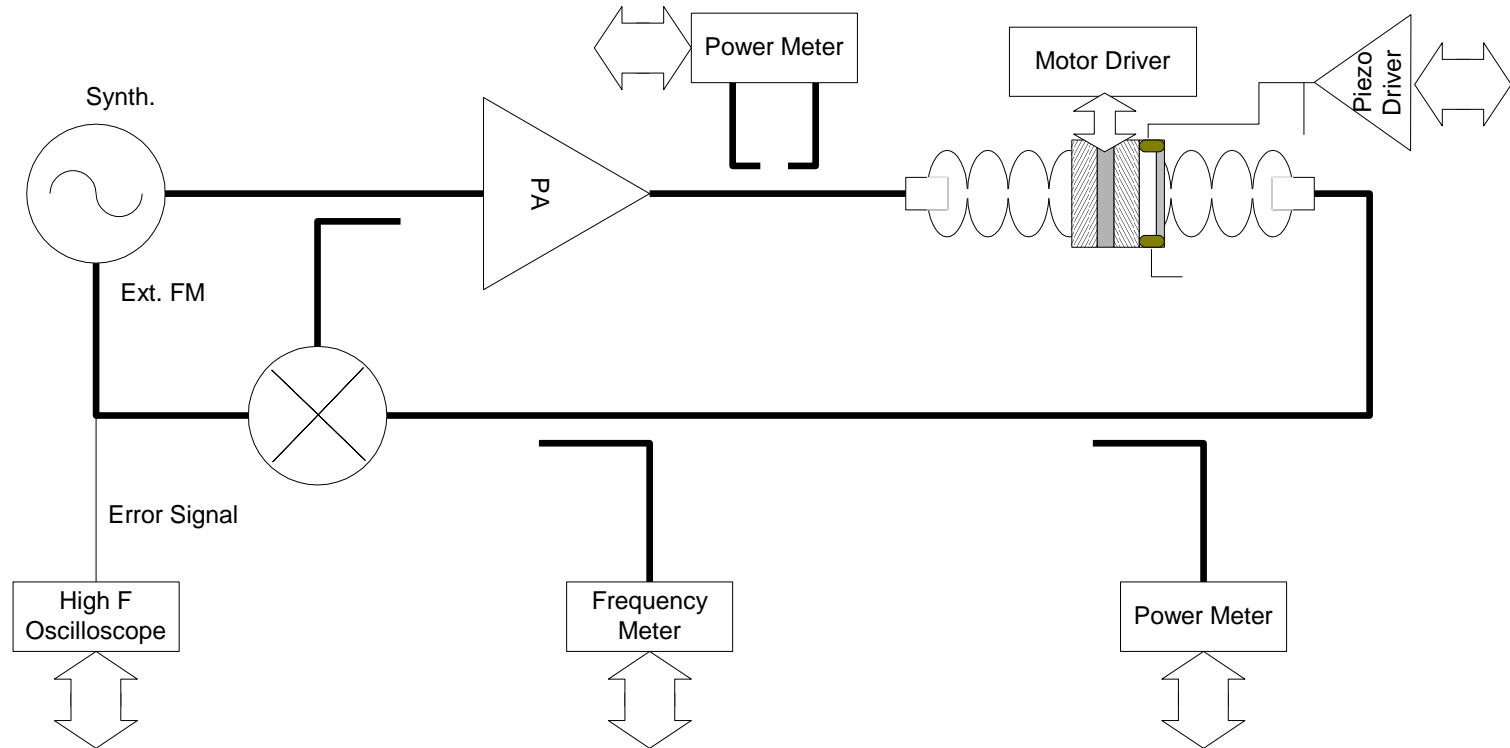 Power Meter
Motor Driver
Piezo
Driver
Synth.
PA
Ext. FM
Error Signal
High F
Oscilloscope
Frequency
Meter
Power Meter